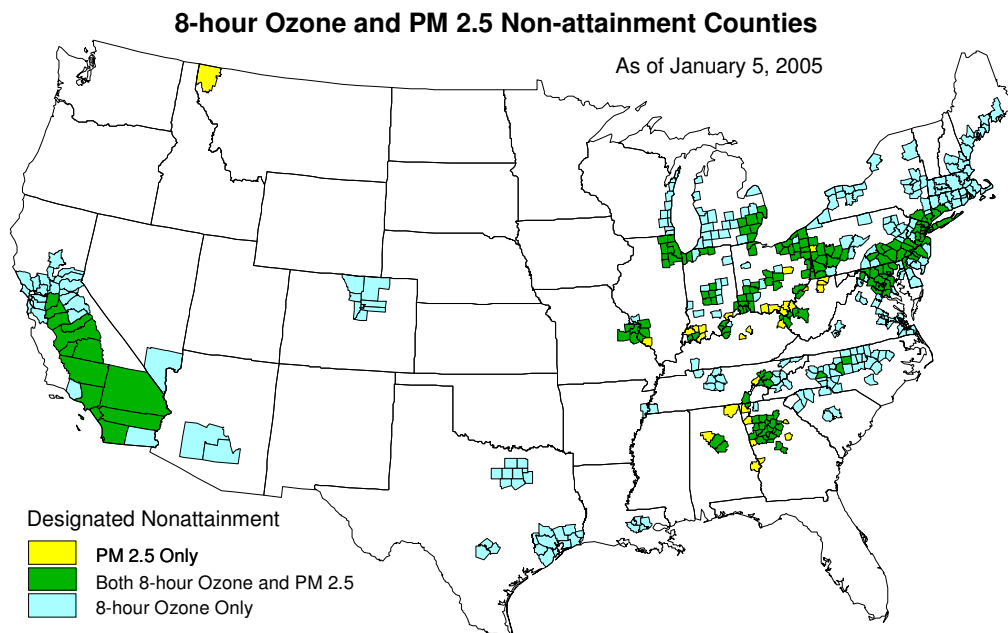 8-hour Ozone and PM 2.5 Non-attainment Counties
As of January 5, 2005
Designated Nonattainment
PM 2.5 Only
Both 8-hour Ozone and PM 2.5
8-hour Ozone Only